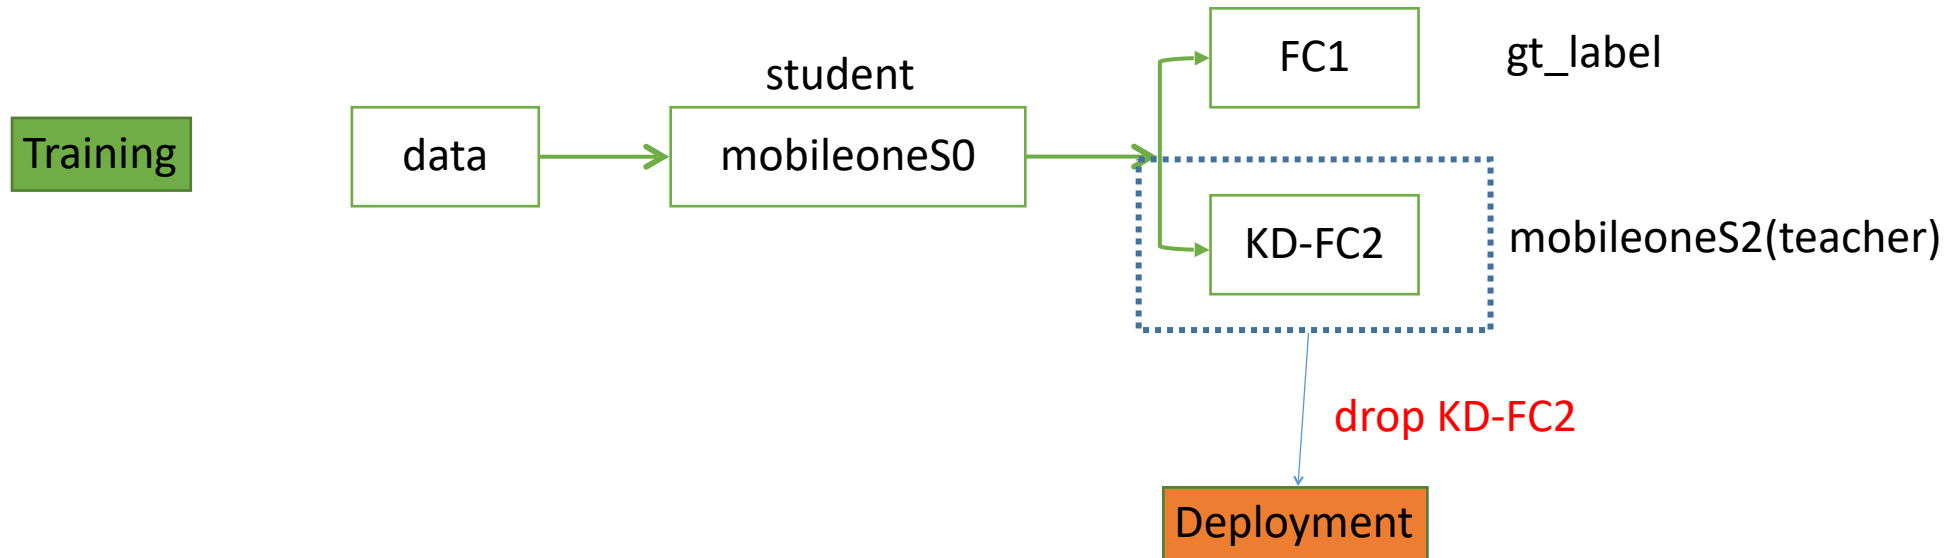 Training
data
student
mobileoneS0
FC1
gt_label
KD-FC2
mobileoneS2(teacher)
drop KD-FC2
Deployment